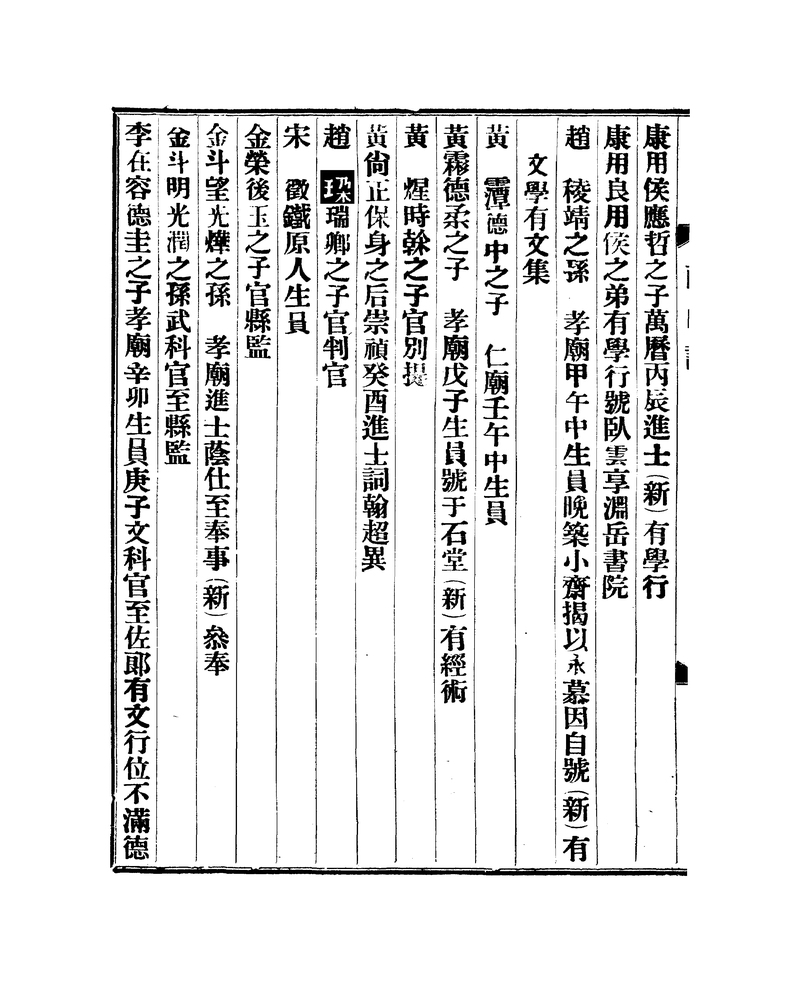 康用侯應哲之子萬曆丙辰進士(新)有學行
康用良用侯之弟有學行號臥雲享淵岳書院
趙　稜靖之孫　孝廟甲午中生員晩築小齋揭以永慕因自號(新)有
文學有文集
黃　霮德中之子　仁廟壬午中生員
黃霦德柔之子　孝廟戊子生員號于石堂(新)有經術
黃　煋時榦之子官別提
黃尙正保身之后崇禎癸酉進士詞翰超異
趙　瑞卿之子官判官
宋　徵鐵原人生員
金榮後玉之子官縣監
金斗望光燁之孫　孝廟進士蔭仕至奉事(新)叅奉
金斗明光潤之孫武科官至縣監
李在容德圭之子孝廟辛卯生員庚子文科官至佐郞有文行位不滿德